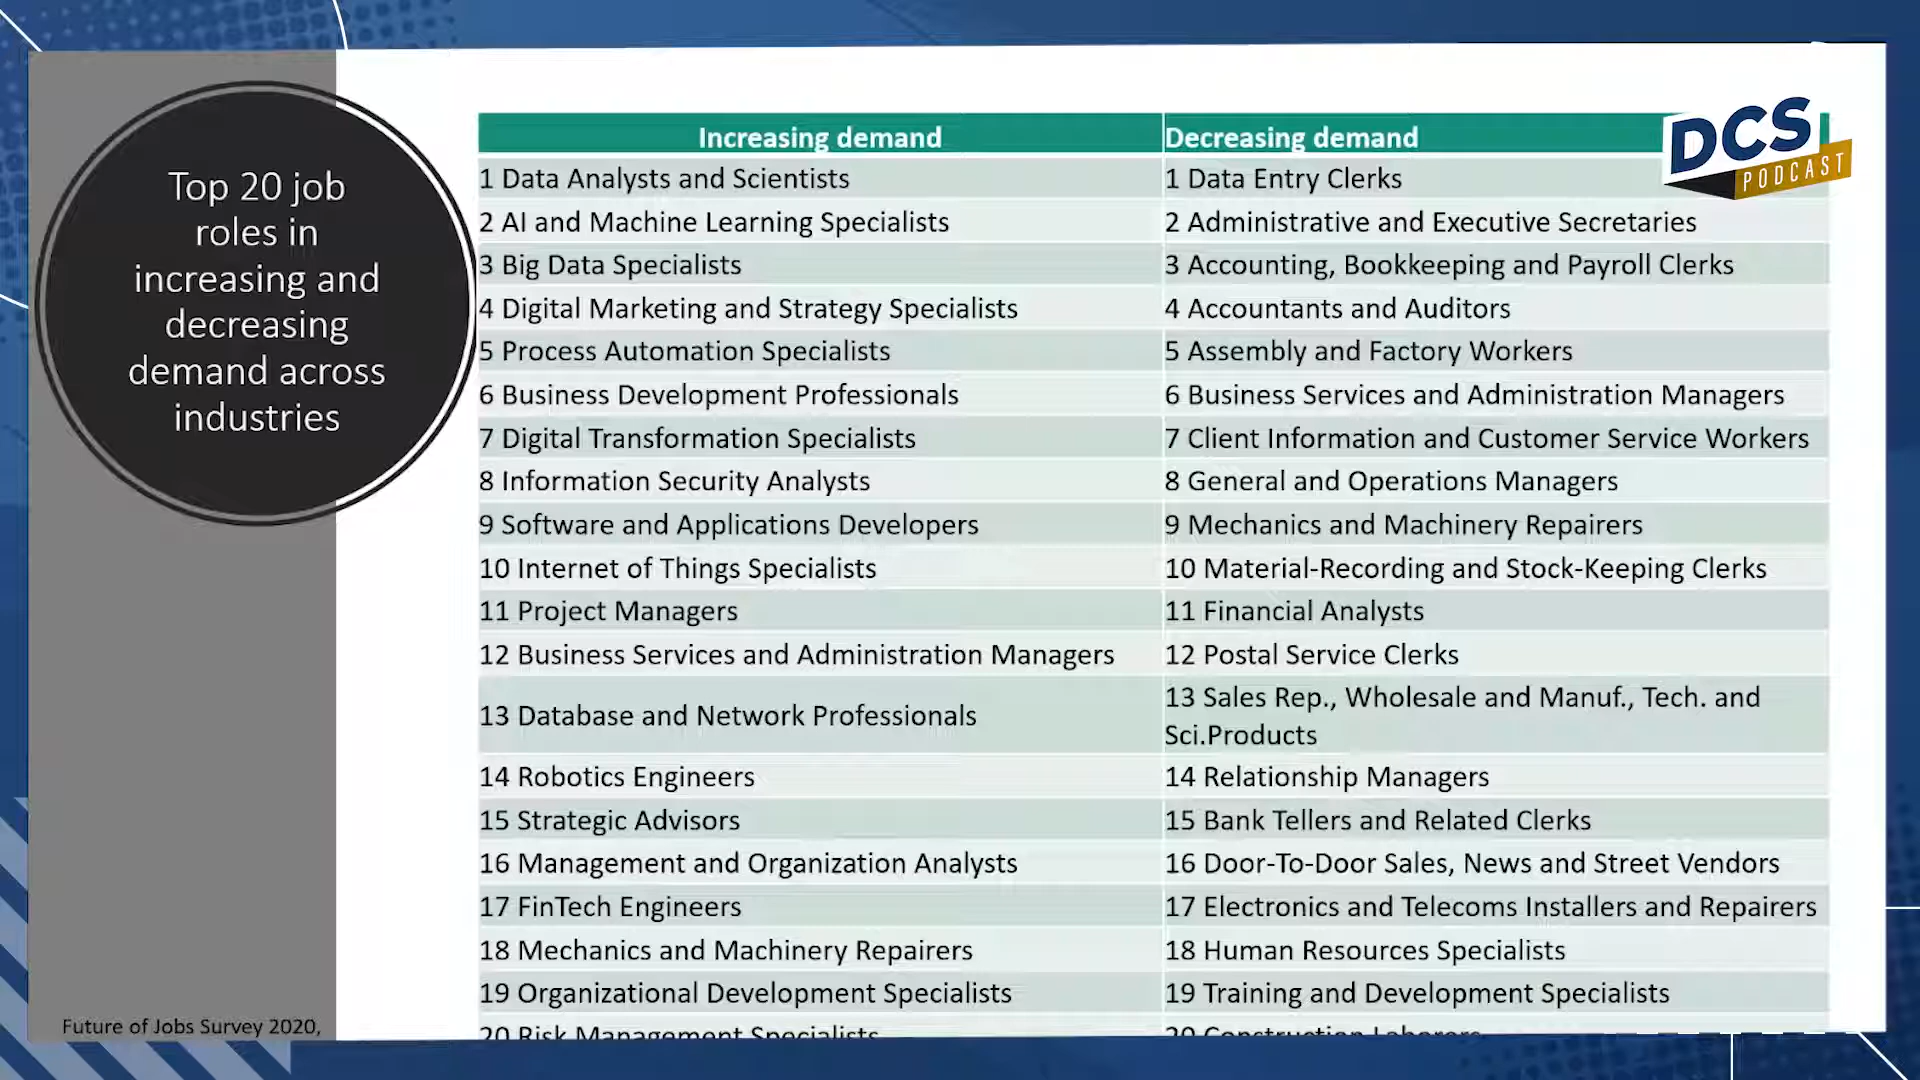 Top 20 job
roles in
increasing and
decreasing
demand across
industries
Future of Jobs Survey 2020,
DCS
PODCAST
Increasing demand
Decreasing demand
1 Data Analysts and Scientists
1 Data Entry Clerks
2 AI and Machine Learning Specialists
2 Administrative and Executive Secretaries
3 Big Data Specialists
3 Accounting, Bookkeeping and Payroll Clerks
4 Digital Marketing and Strategy Specialists
4 Accountants and Auditors
5 Process Automation Specialists
5 Assembly and Factory Workers
6 Business Development Professionals
6 Business Services and Administration Managers
7 Digital Transformation Specialists
7 Client Information and Customer Service Workers
8 Information Security Analysts
8 General and Operations Managers
9 Software and Applications Developers
9 Mechanics and Machinery Repairers
10 Internet of Things Specialists
10 Material-Recording and Stock-Keeping Clerks
11 Project Managers
11 Financial Analysts
12 Business Services and Administration Managers
12 Postal Service Clerks
13 Database and Network Professionals
13 Sales Rep., Wholesale and Manuf., Tech. and
Sci.Products
14 Robotics Engineers
14 Relationship Managers
15 Strategic Advisors
15 Bank Tellers and Related Clerks
16 Management and Organization Analysts
16 Door-To-Door Sales, News and Street Vendors
17 FinTech Engineers
17 Electronics and Telecoms Installers and Repairers
18 Mechanics and Machinery Repairers
18 Human Resources Specialists
19 Organizational Development Specialists
19 Training and Development Specialists
20 Risk Management Specialists
20 Construction Laborers